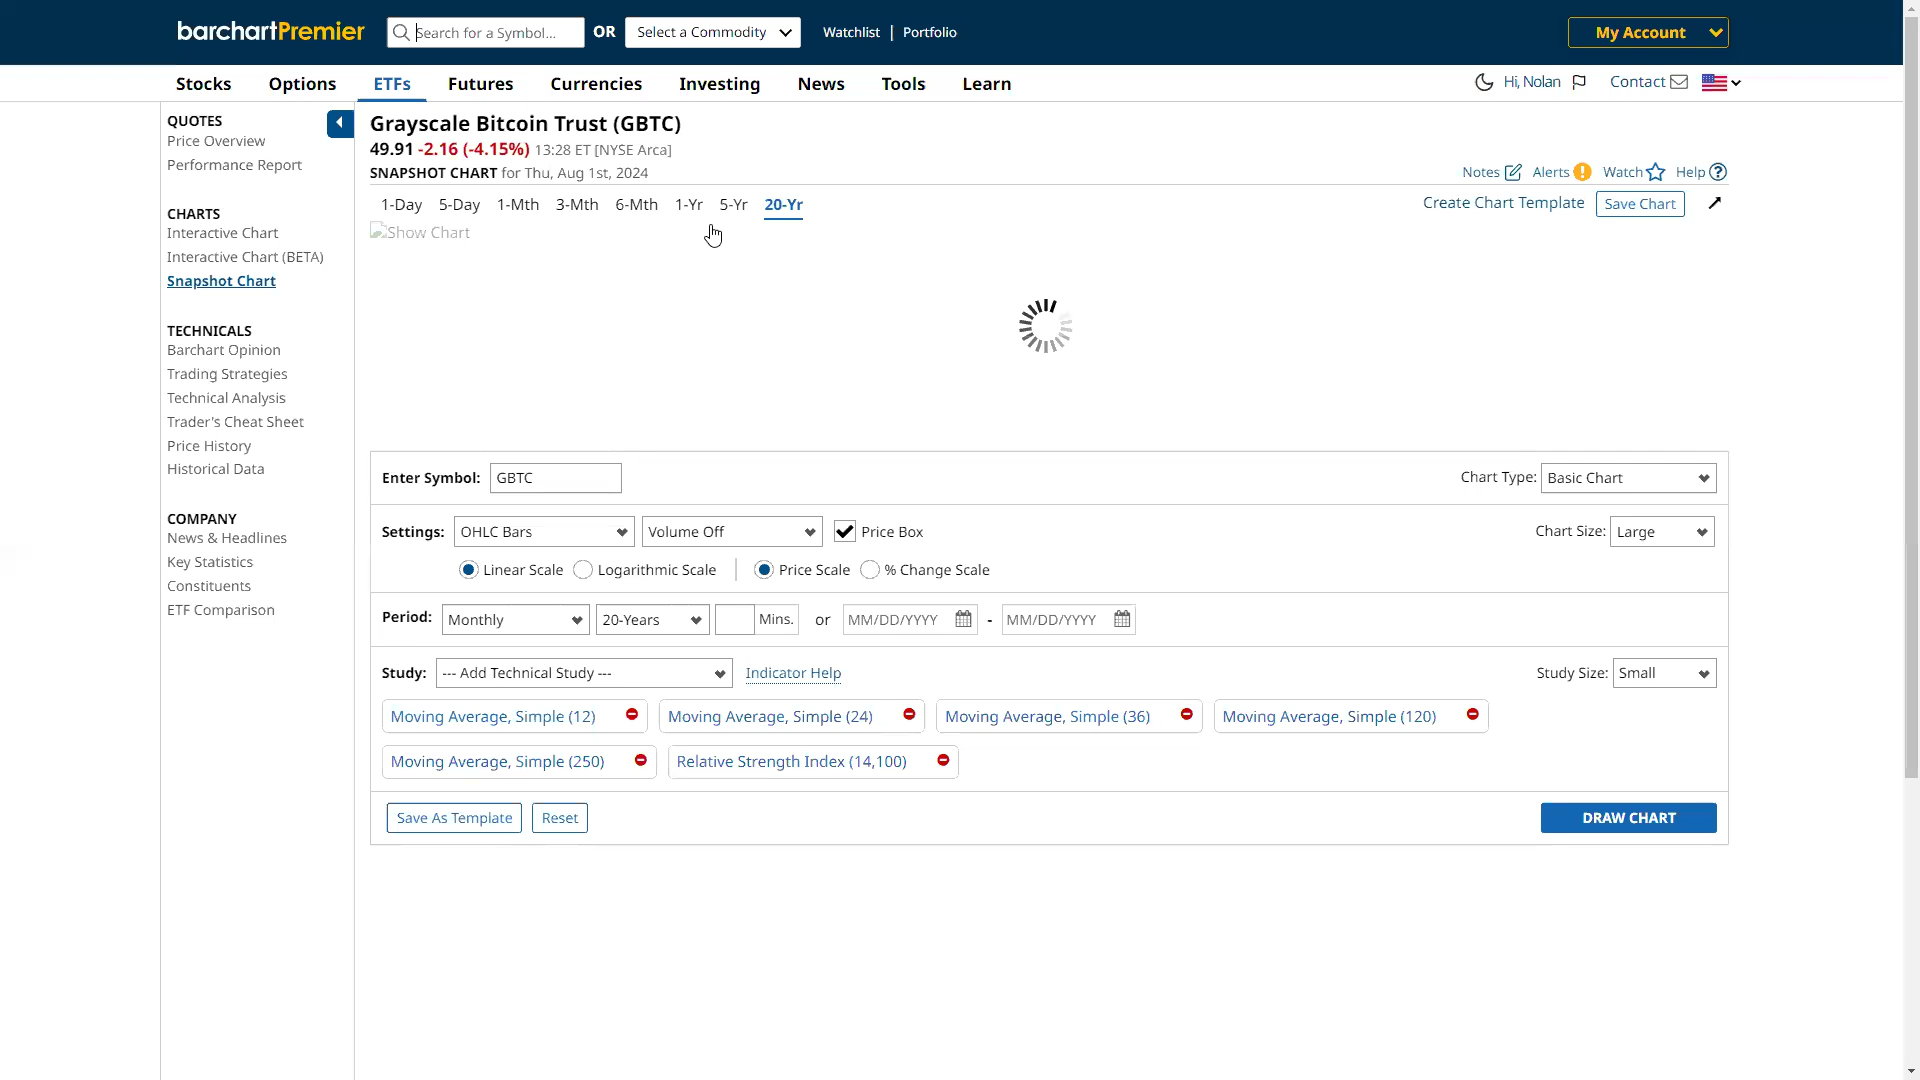 barchartPremier Search for a Symbol... OR Select a Commodity Watchlist | Portfolio My Account
Stocks Options ETFs Futures Currencies Investing News Tools Learn Hi, Nolan Contact
QUOTES
Price Overview
Performance Report
CHARTS
Interactive Chart
Interactive Chart (BETA)
Snapshot Chart
TECHNICALS
Barchart Opinion
Trading Strategies
Technical Analysis
Trader's Cheat Sheet
Price History
Historical Data
COMPANY
News & Headlines
Key Statistics
Constituents
ETF Comparison
Grayscale Bitcoin Trust (GBTC)
49.91 -2.16 (-4.15%) 13:28 ET [NYSE Arca]
SNAPSHOT CHART for Thu, Aug 1st, 2024
Notes Alerts Watch Help
1-Day 5-Day 1-Mth 3-Mth 6-Mth 1-Yr 5-Yr 20-Yr Create Chart Template Save Chart
Show Chart
Enter Symbol: GBTC Chart Type: Basic Chart
Settings: OHLC Bars Volume Off Price Box Chart Size: Large
Linear Scale Logarithmic Scale | Price Scale % Change Scale
Period: Monthly 20-Years Mins. or MM/DD/YYYY - MM/DD/YYYY
Study: --- Add Technical Study --- Indicator Help Study Size: Small
Moving Average, Simple (12) Moving Average, Simple (24) Moving Average, Simple (36) Moving Average, Simple (120)
Moving Average, Simple (250) Relative Strength Index (14,100)
Save As Template Reset DRAW CHART